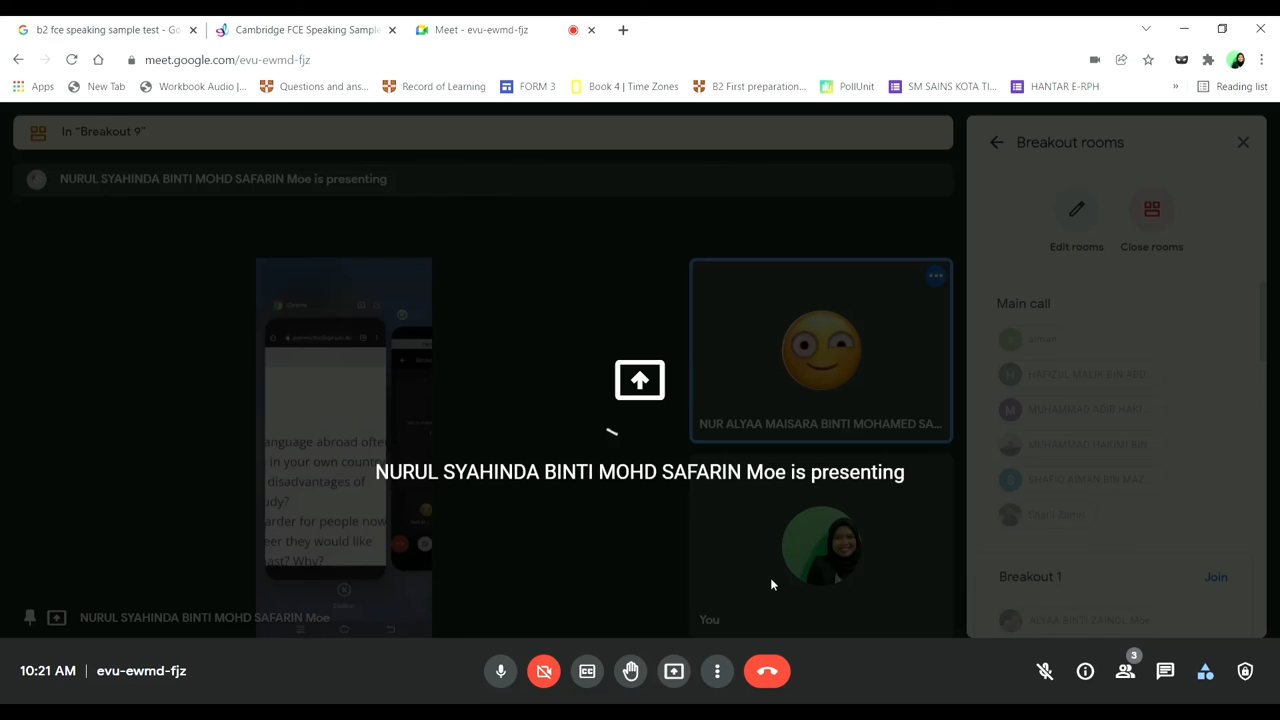 b2 fce speaking sample test - Go
Cambridge FCE Speaking Sample
Meet - evu-ewmd-fjz
meet.google.com/evu-ewmd-fjz
Apps
New Tab
Workbook Audio |...
Questions and ans...
Record of Learning
FORM 3
Book 4 | Time Zones
B2 First preparation...
PollUnit
SM SAINS KOTA TI...
HANTAR E-RPH
»
Reading list
In "Breakout 9"
NURUL SYAHINDA BINTI MOHD SAFARIN Moe is presenting
Breakout rooms
Edit rooms
Close rooms
Main call
HAFIZUL MALIK BIN ABD...
MUHAMMAD ADIB HAKI...
MUHAMMAD HAKIMI BIN
SHAFIQ AIMAN BIN MAZ...
Breakout 1
Join
ALYAA BINTI ZAINOL Moe
Chrome
anguage abroad ofte
in your own countr
disadvantages of
udy?
arder for people now
eer they would like
ast? Why?
NUR ALYAA MAISARA BINTI MOHAMED SA...
NURUL SYAHINDA BINTI MOHD SAFARIN Moe is presenting
NURUL SYAHINDA BINTI MOHD SAFARIN Moe
You
10:21 AM | evu-ewmd-fjz
3